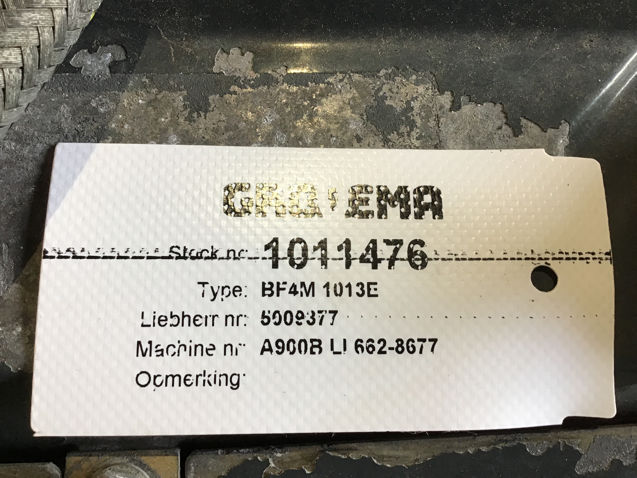 Stock nr: 1011476
Type: BF4M 1013E
Liebherr nr: 5009377
Machine nr A900B LI 662-8677
Opmerking: